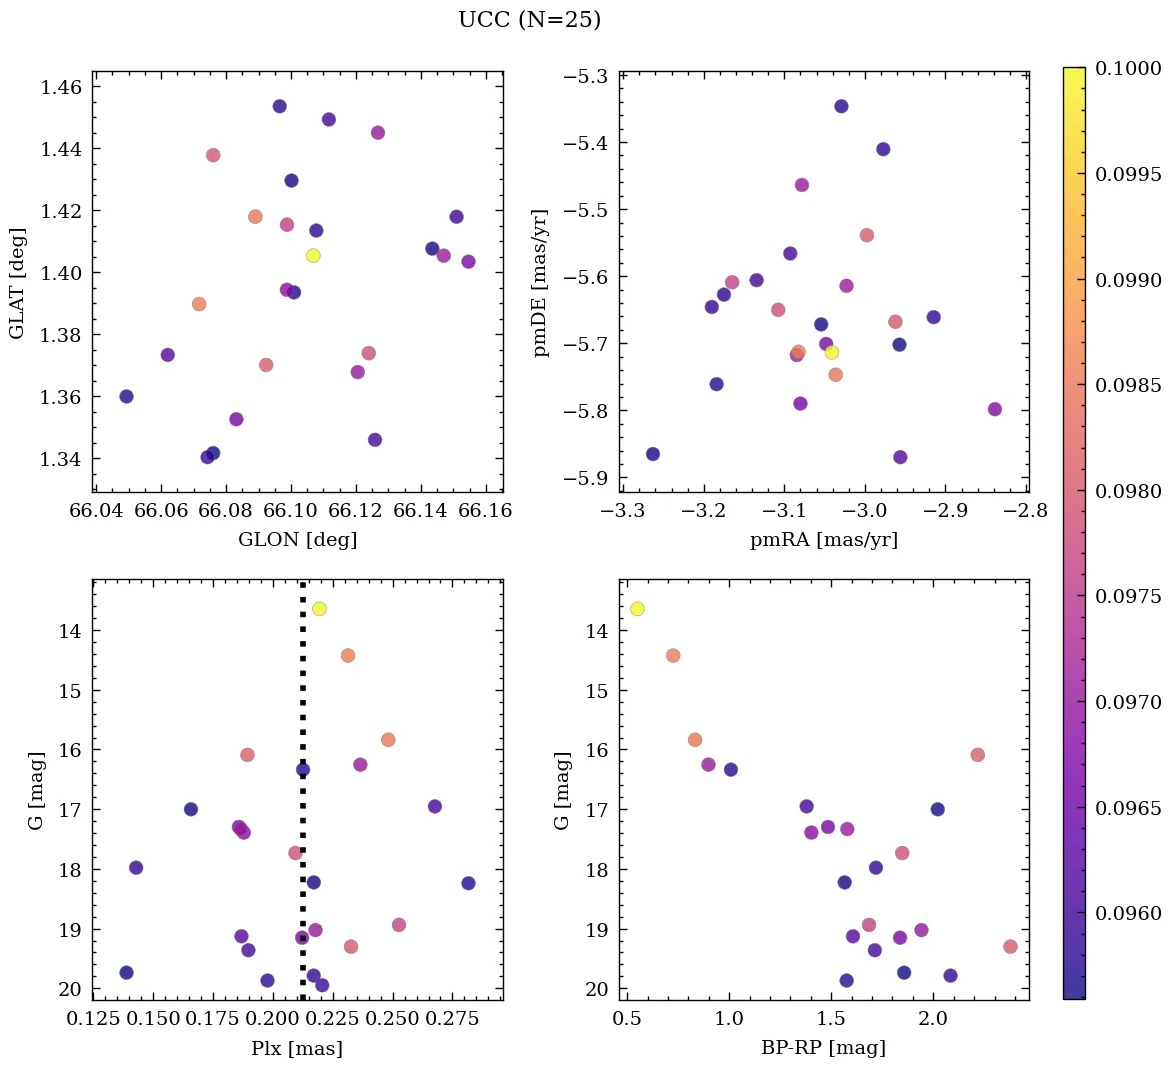 UCC (N=25)
1.46
1.44
1.42
1.40
1.38
1.36
1.34
GLAT [deg]
66.04 66.06 66.08 66.10 66.12 66.14 66.16
GLON [deg]
−5.3
−5.4
−5.5
−5.6
−5.7
−5.8
−5.9
pmDE [mas/yr]
−3.3 −3.2 −3.1 −3.0 −2.9 −2.8
pmRA [mas/yr]
14
15
16
17
18
19
20
G [mag]
0.125 0.150 0.175 0.200 0.225 0.250 0.275
Plx [mas]
14
15
16
17
18
19
20
G [mag]
0.5 1.0 1.5 2.0
BP-RP [mag]
0.1000
0.0995
0.0990
0.0985
0.0980
0.0975
0.0970
0.0965
0.0960